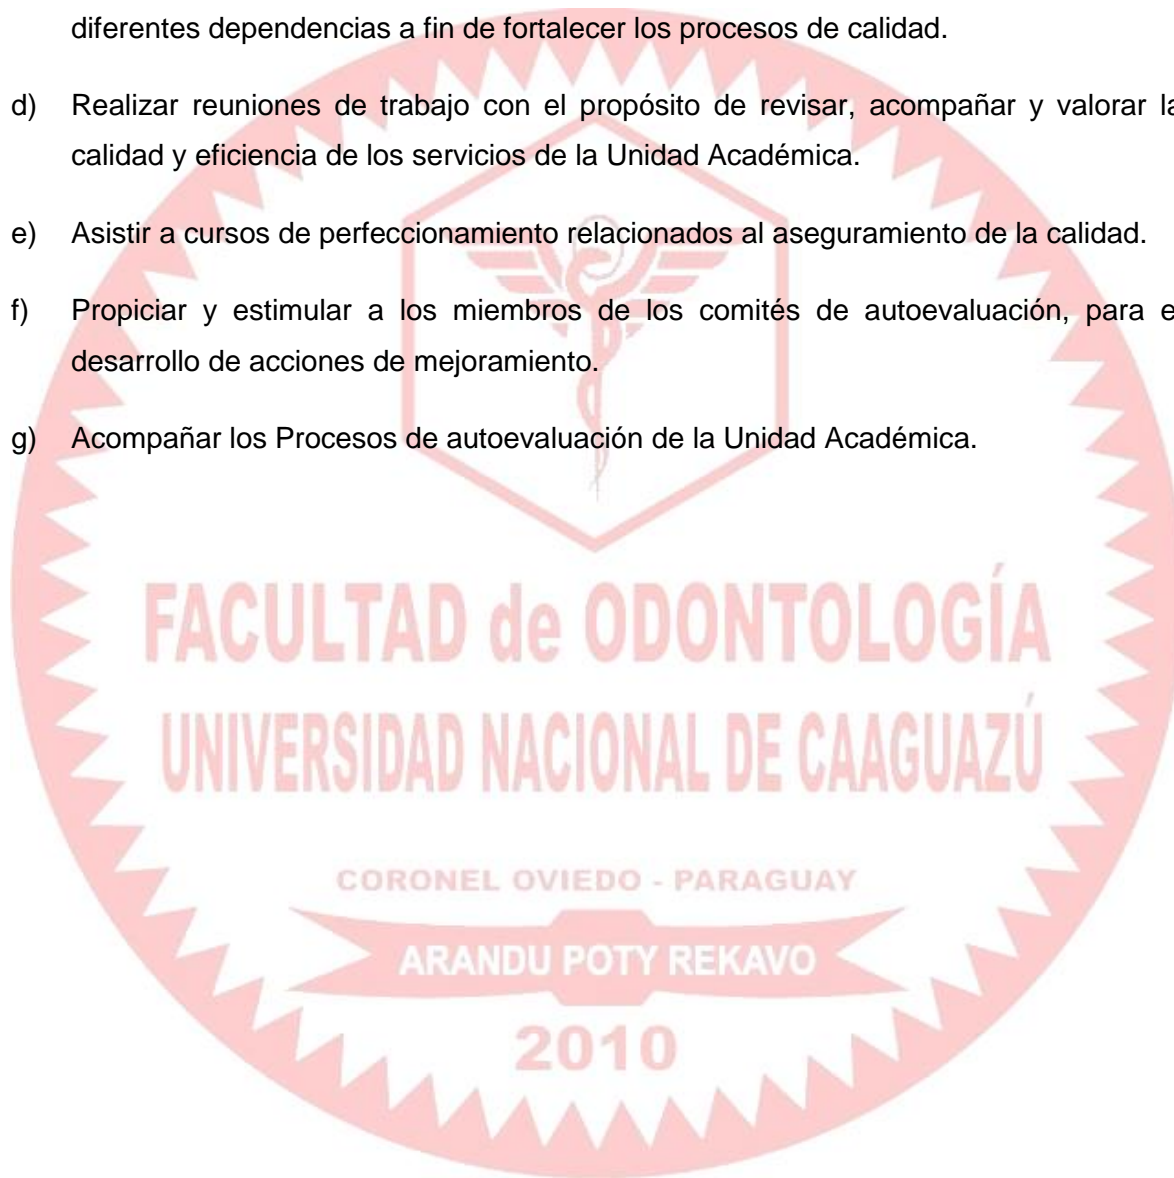 diferentes dependencias a fin de fortalecer los procesos de calidad.
d) Realizar reuniones de trabajo con el propósito de revisar, acompañar y valorar la
calidad y eficiencia de los servicios de la Unidad Académica.
e) Asistir a cursos de perfeccionamiento relacionados al aseguramiento de la calidad.
f) Propiciar y estimular a los miembros de los comités de autoevaluación, para e
desarrollo de acciones de mejoramiento.
g) Acompañar los Procesos de autoevaluación de la Unidad Académica.
FACULTAD de ODONTOLOGÍA
UNIVERSIDAD NACIONAL DE CAAGUAZÚ
CORONEL OVIEDO - PARAGUAY
ARANDU POTY REKAVO
2010